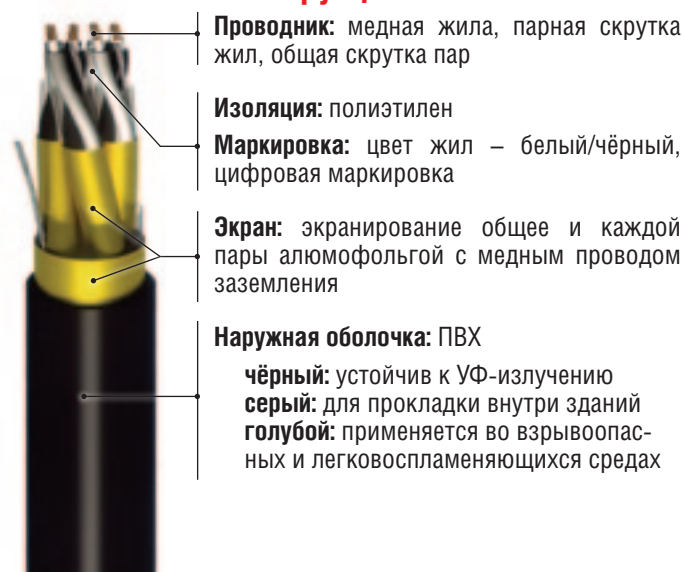 Проводник: медная жила, парная скрутка
жил, общая скрутка пар
Изоляция: полиэтилен
Маркировка: цвет жил – белый/чёрный,
цифровая маркировка
Экран: экранирование общее и каждой
пары алюмофольгой с медным проводом
заземления
Наружная оболочка: ПВХ
чёрный: устойчив к УФ-излучению
серый: для прокладки внутри зданий
голубой: применяется во взрывоопас-
ных и легковоспламеняющихся средах